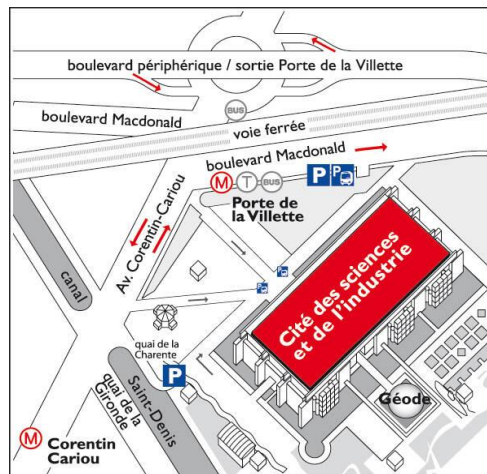 boulevard périphérique / sortie Porte de la Villette
BUS
boulevard Macdonald
voie ferrée
boulevard Macdonald
M T BUS
P P
Porte de
la Villette
Av. Corentin-Cariou
canal
Cité des sciences
et de l'industrie
quai de la
Charente
P
Géode
quai de la
Gironde
Saint-Denis
M Corentin
Cariou